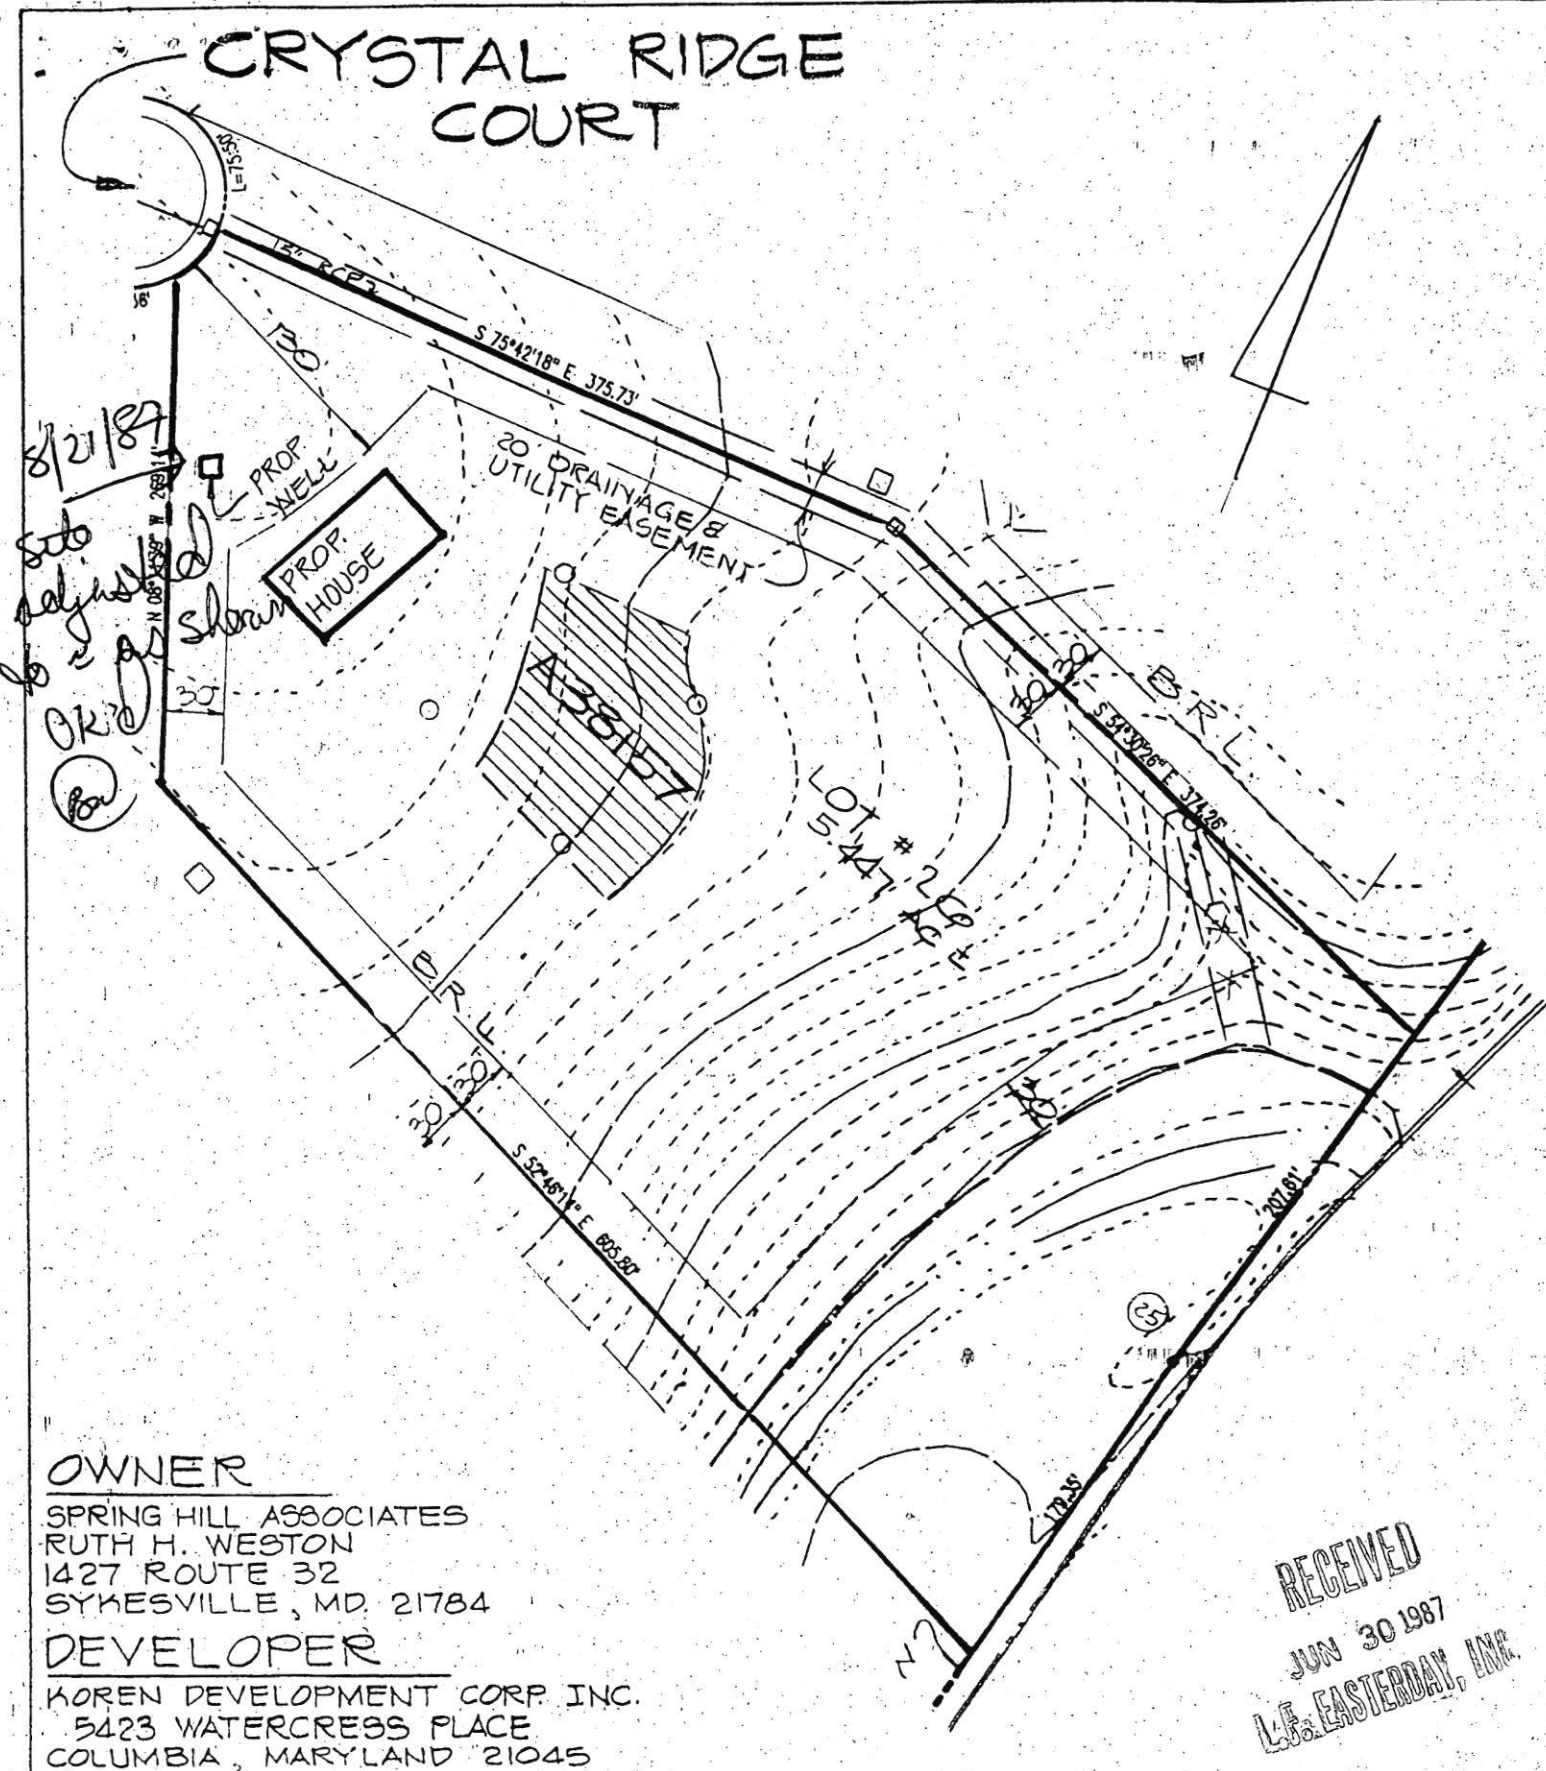 CRYSTAL RIDGE
COURT
L=75.50'
15" RCP
S 75°42'18" E 375.73'
130'
8/21/87
PROP.
WELL
adjusted
as shown
OK'd
PROP.
HOUSE
20' DRAINAGE &
UTILITY EASEMENT
A38157
30'
30
30
B.R.L.
S 54°30'26" E 374.26'
LOT # 26
5.447 AC ±
B.R.L.
30
30
S 52°46'14" E 605.80'
207.61'
25
179.35'
OWNER
SPRING HILL ASSOCIATES
RUTH H. WESTON
1427 ROUTE 32
SYKESVILLE, MD. 21784
DEVELOPER
KOREN DEVELOPMENT CORP. INC.
5423 WATERCRESS PLACE
COLUMBIA, MARYLAND 21045
RECEIVED
JUN 30 1987
L.F. EASTERDAY, INC.